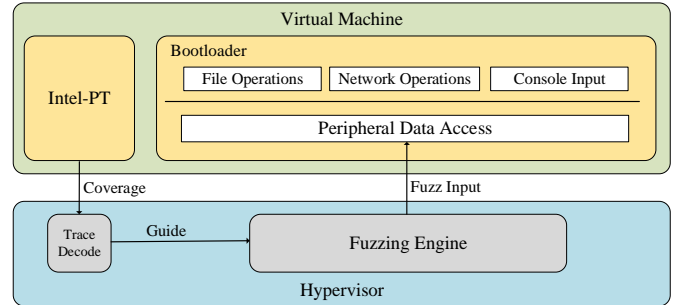 Virtual Machine
Bootloader
File Operations
Network Operations
Console Input
Intel-PT
Peripheral Data Access
Coverage
Fuzz Input
Trace
Decode
Guide
Fuzzing Engine
Hypervisor